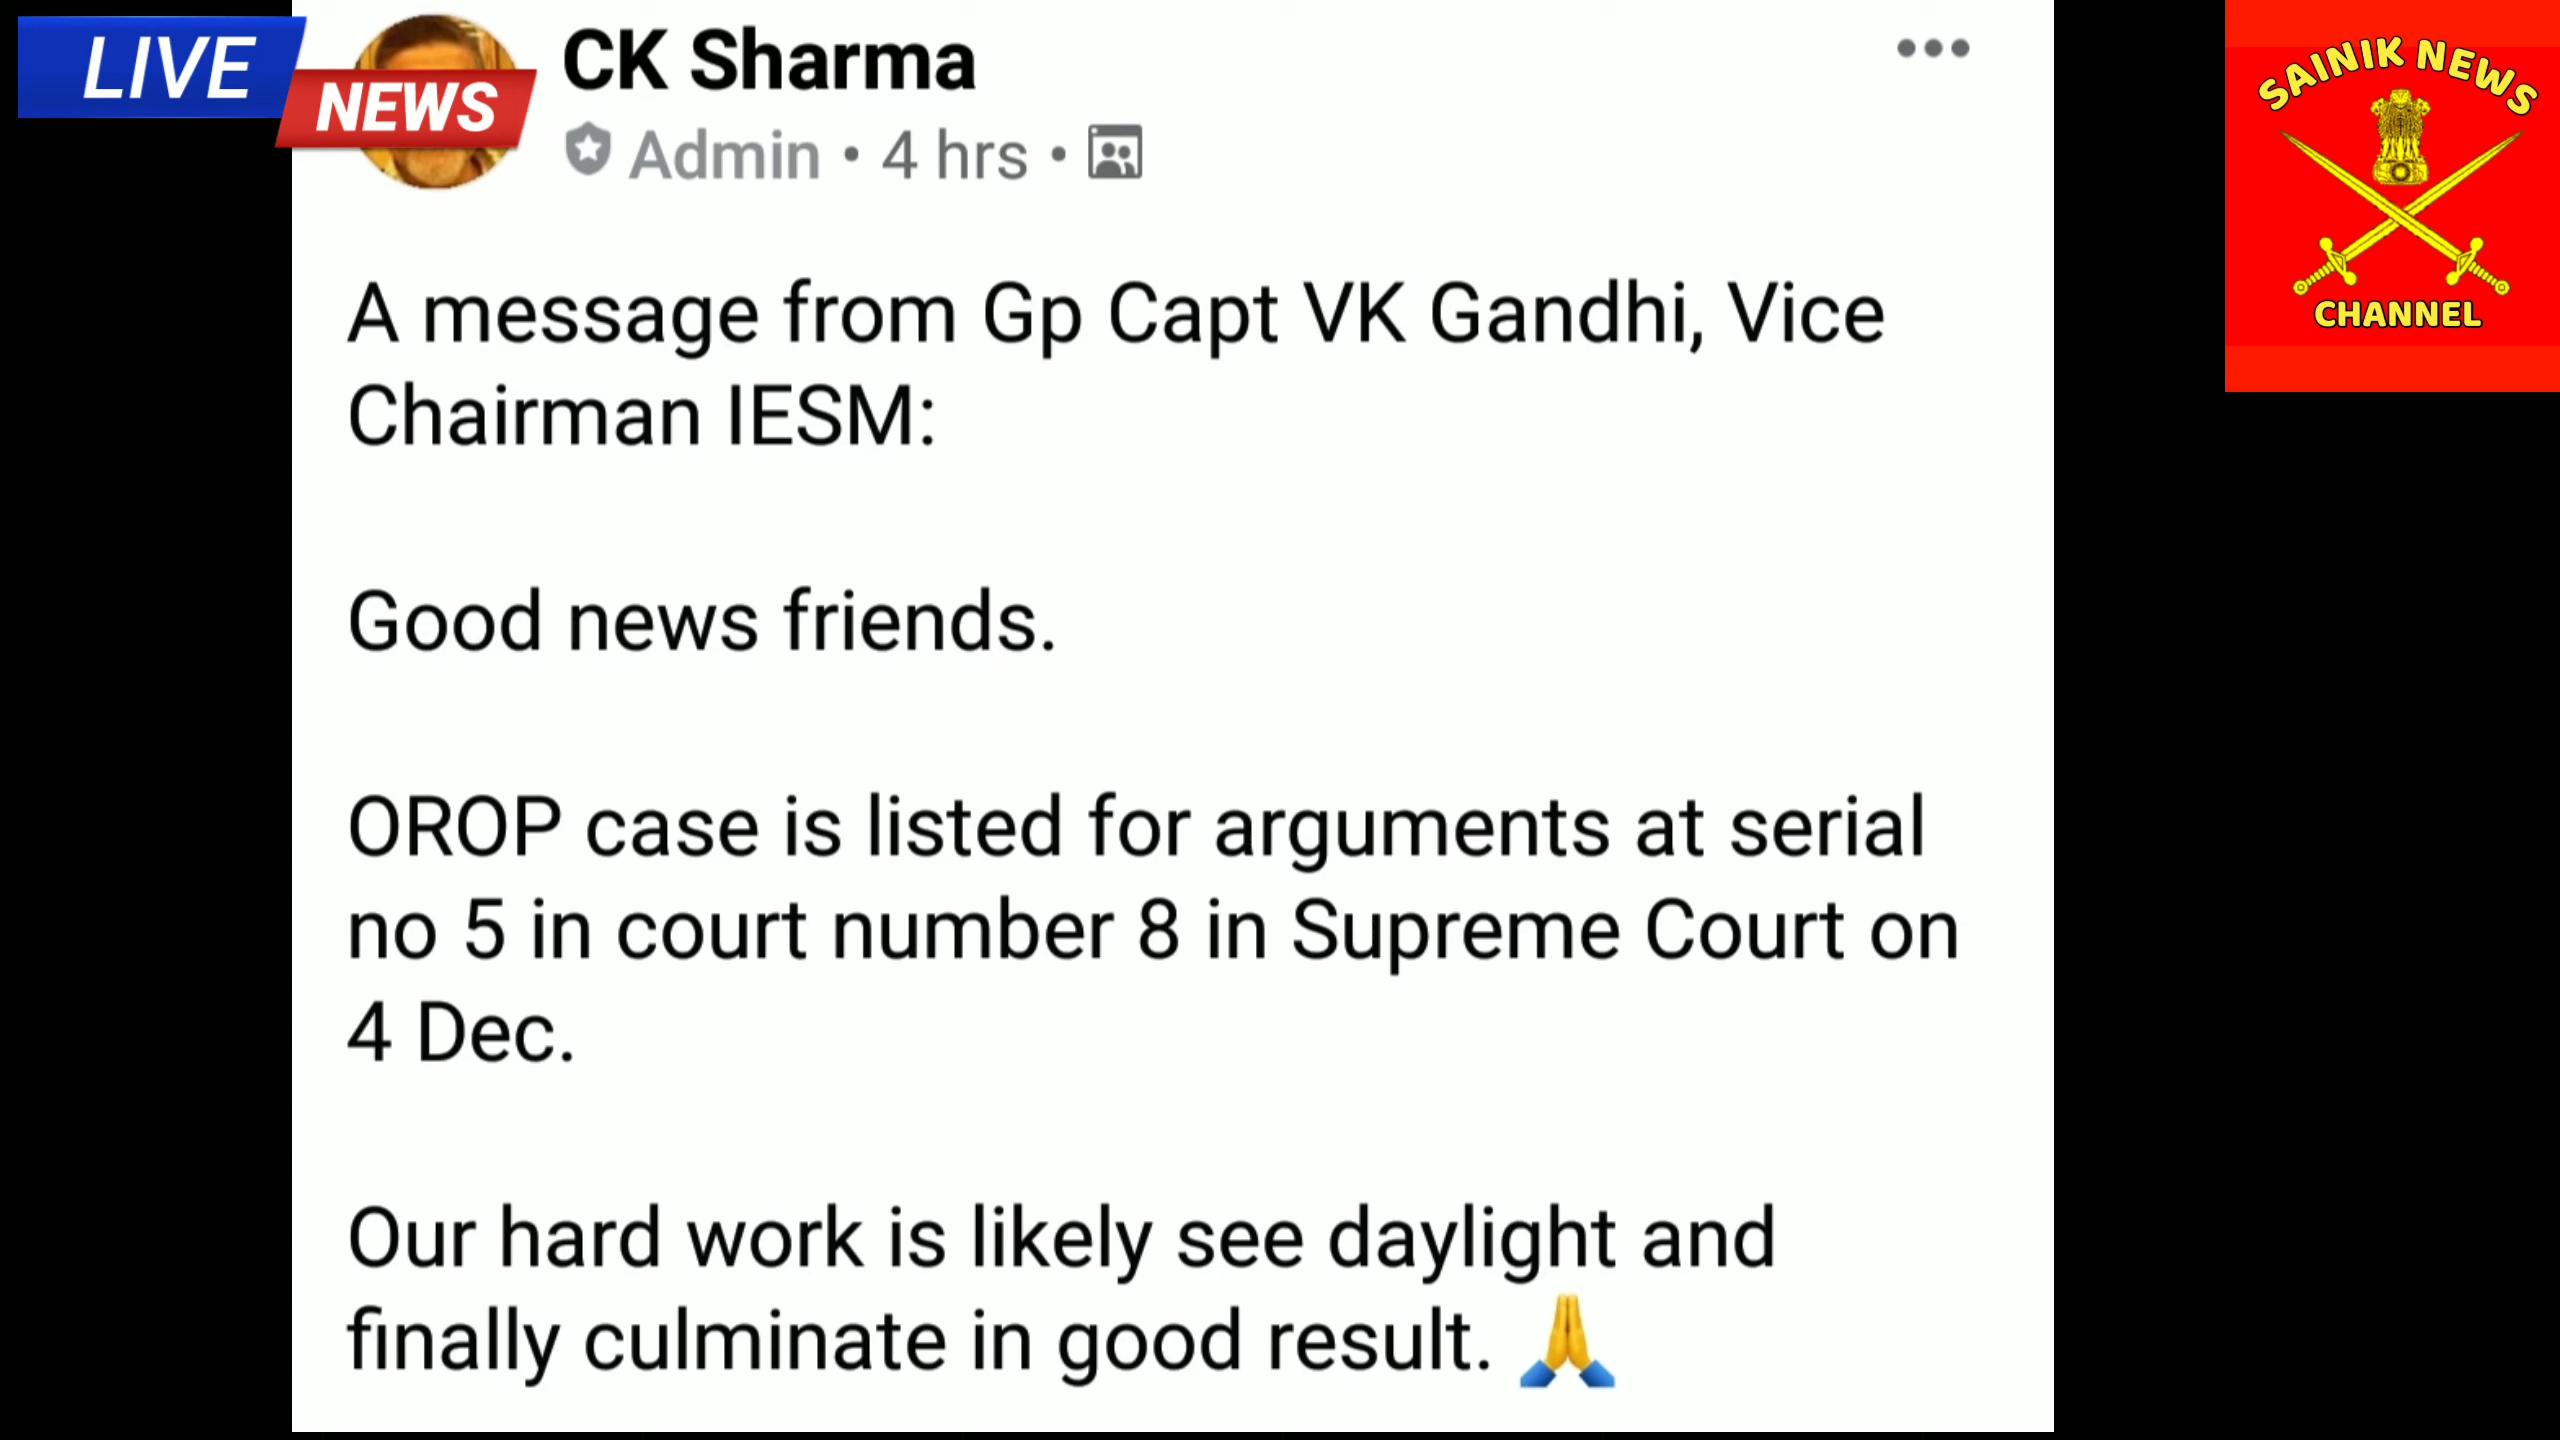 LIVE
NEWS
CK Sharma
Admin • 4 hrs •
A message from Gp Capt VK Gandhi, Vice
Chairman IESM:
Good news friends.
OROP case is listed for arguments at serial
no 5 in court number 8 in Supreme Court on
4 Dec.
Our hard work is likely see daylight and
finally culminate in good result. 🙏
SAINIK NEWS
CHANNEL